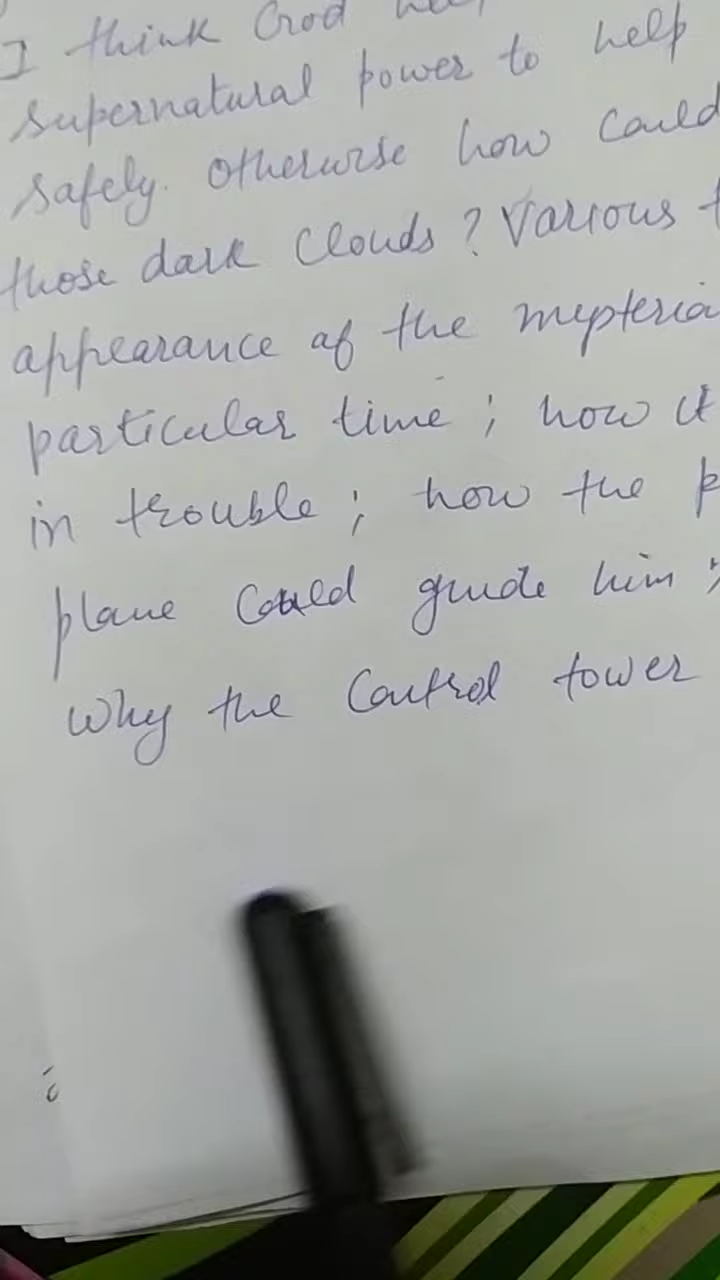 I think God
supernatural power to help
safely. Otherwise how could
those dark clouds? Various
appearance of the
particular time; how it
in trouble; how the
plane could guide him;
why the Control tower